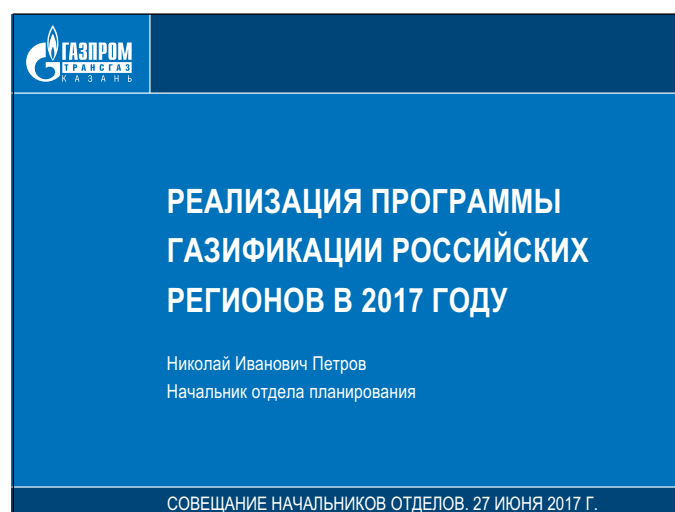 ГАЗПРОМ
ТРАНСГАЗ
КАЗАНЬ
РЕАЛИЗАЦИЯ ПРОГРАММЫ
ГАЗИФИКАЦИИ РОССИЙСКИХ
РЕГИОНОВ В 2017 ГОДУ
Николай Иванович Петров
Начальник отдела планирования
СОВЕЩАНИЕ НАЧАЛЬНИКОВ ОТДЕЛОВ. 27 ИЮНЯ 2017 Г.